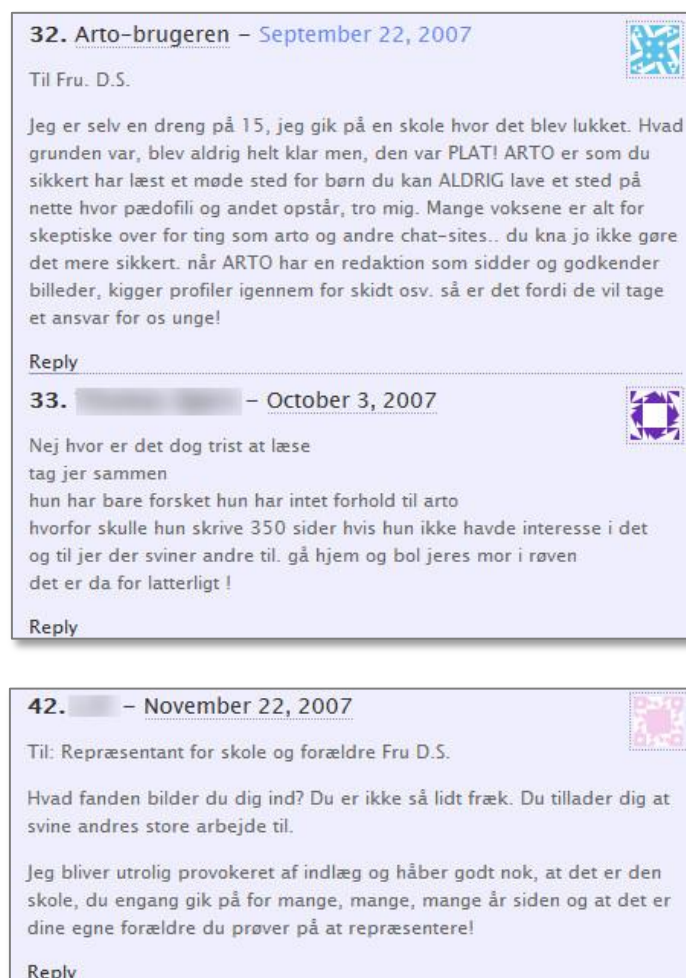 32. Arto-brugeren – September 22, 2007
Til Fru. D.S.
Jeg er selv en dreng på 15, jeg gik på en skole hvor det blev lukket. Hvad
grunden var, blev aldrig helt klar men, den var PLAT! ARTO er som du
sikkert har læst et møde sted for børn du kan ALDRIG lave et sted på
nette hvor pædofili og andet opstår, tro mig. Mange voksene er alt for
skeptiske over for ting som arto og andre chat-sites.. du kna jo ikke gøre
det mere sikkert. når ARTO har en redaktion som sidder og godkender
billeder, kigger profiler igennem for skidt osv. så er det fordi de vil tage
et ansvar for os unge!
Reply
33. – October 3, 2007
Nej hvor er det dog trist at læse
tag jer sammen
hun har bare forsket hun har intet forhold til arto
hvorfor skulle hun skrive 350 sider hvis hun ikke havde interesse i det
og til jer der sviner andre til. gå hjem og bol jeres mor i røven
det er da for latterligt !
Reply
42. – November 22, 2007
Til: Repræsentant for skole og forældre Fru D.S.
Hvad fanden bilder du dig ind? Du er ikke så lidt fræk. Du tillader dig at
svine andres store arbejde til.
Jeg bliver utrolig provokeret af indlæg og håber godt nok, at det er den
skole, du engang gik på for mange, mange, mange år siden og at det er
dine egne forældre du prøver på at repræsentere!
Reply